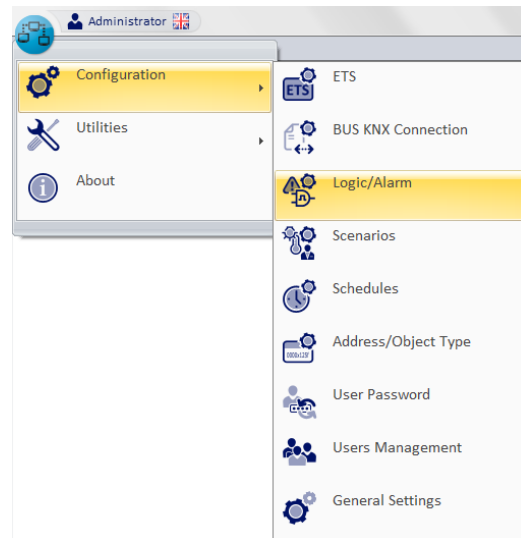 Administrator
Configuration
Utilities
About
ETS
ETS
BUS KNX Connection
Logic/Alarm
Scenarios
Schedules
Address/Object Type
User Password
Users Management
General Settings